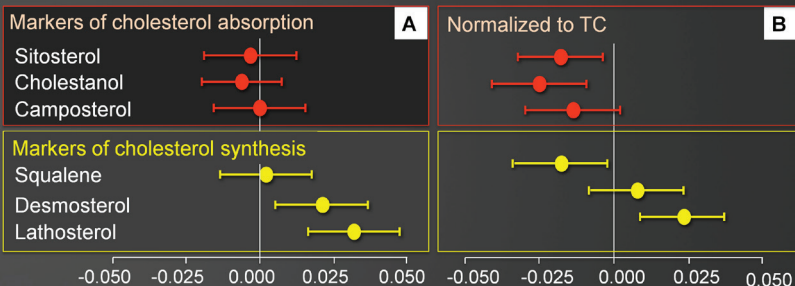 Markers of cholesterol absorption
A
Sitosterol
Cholestanol
Camposterol
Markers of cholesterol synthesis
Squalene
Desmosterol
Lathosterol
-0.050 -0.025 0.000 0.025 0.050
Normalized to TC
B
-0.050 -0.025 0.000 0.025 0.050